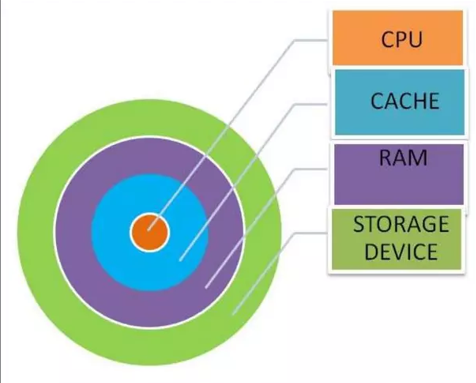 CPU
CACHE
RAM
STORAGE
DEVICE